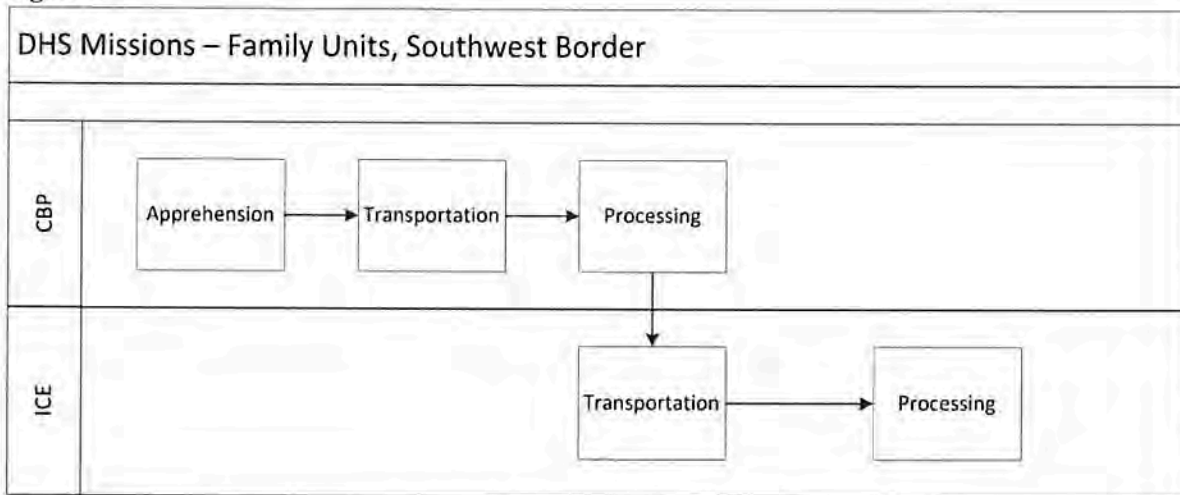 DHS Missions – Family Units, Southwest Border
CBP
Apprehension
Transportation
Processing
ICE
Transportation
Processing